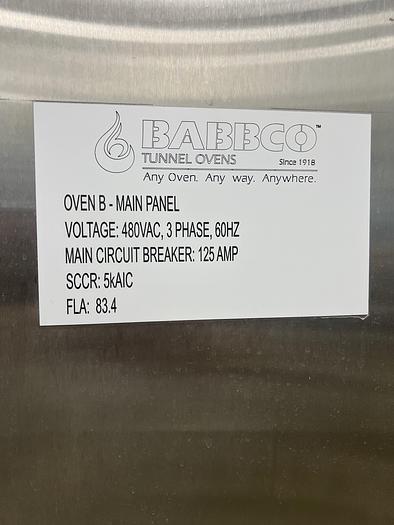 BABBCO™
TUNNEL OVENS Since 1918
Any Oven. Any way. Anywhere.
OVEN B - MAIN PANEL
VOLTAGE: 480VAC, 3 PHASE, 60HZ
MAIN CIRCUIT BREAKER: 125 AMP
SCCR: 5kAIC
FLA: 83.4